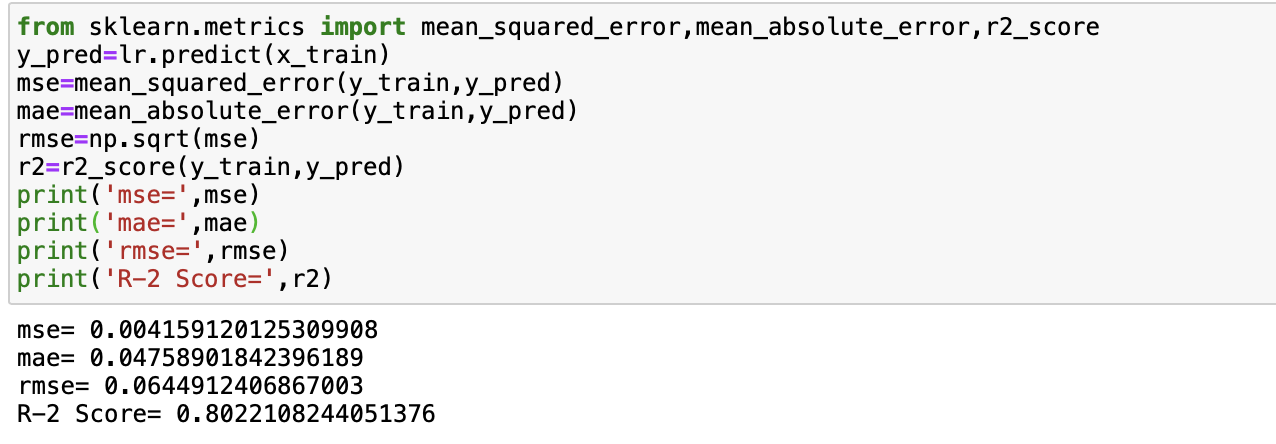 from sklearn.metrics import mean_squared_error,mean_absolute_error,r2_score
y_pred=lr.predict(x_train)
mse=mean_squared_error(y_train,y_pred)
mae=mean_absolute_error(y_train,y_pred)
rmse=np.sqrt(mse)
r2=r2_score(y_train,y_pred)
print('mse=',mse)
print('mae=',mae)
print('rmse=',rmse)
print('R-2 Score=',r2)
mse= 0.004159120125309908
mae= 0.04758901842396189
rmse= 0.0644912406867003
R-2 Score= 0.8022108244051376